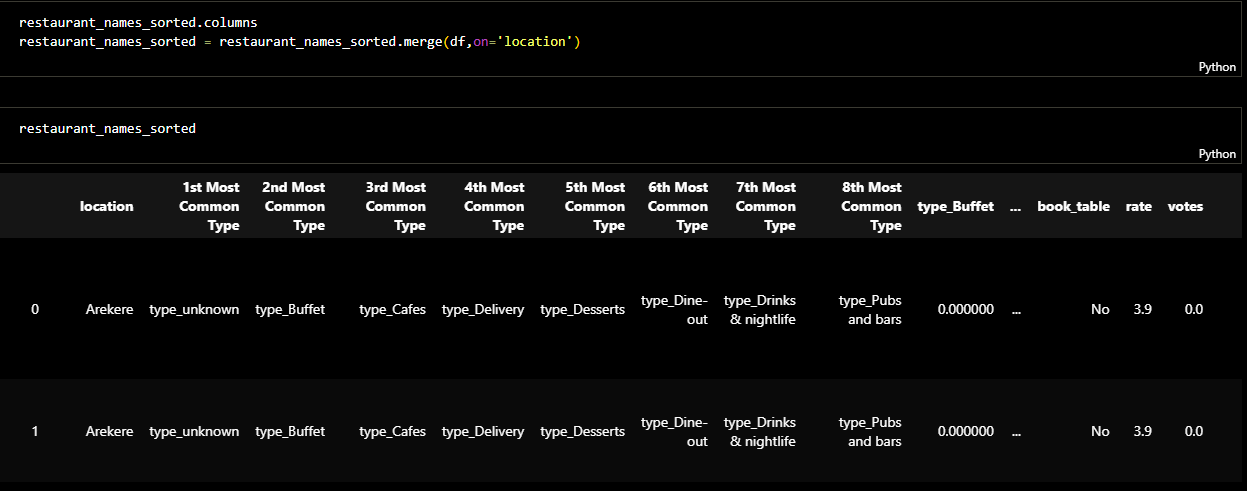 restaurant_names_sorted.columns
restaurant_names_sorted = restaurant_names_sorted.merge(df,on='location')
Python
restaurant_names_sorted
Python
location 1st Most Common Type 2nd Most Common Type 3rd Most Common Type 4th Most Common Type 5th Most Common Type 6th Most Common Type 7th Most Common Type 8th Most Common Type type_Buffet ... book_table rate votes
0 Arekere type_unknown type_Buffet type_Cafes type_Delivery type_Desserts type_Dine-out type_Drinks & nightlife type_Pubs and bars 0.000000 ... No 3.9 0.0
1 Arekere type_unknown type_Buffet type_Cafes type_Delivery type_Desserts type_Dine-out type_Drinks & nightlife type_Pubs and bars 0.000000 ... No 3.9 0.0